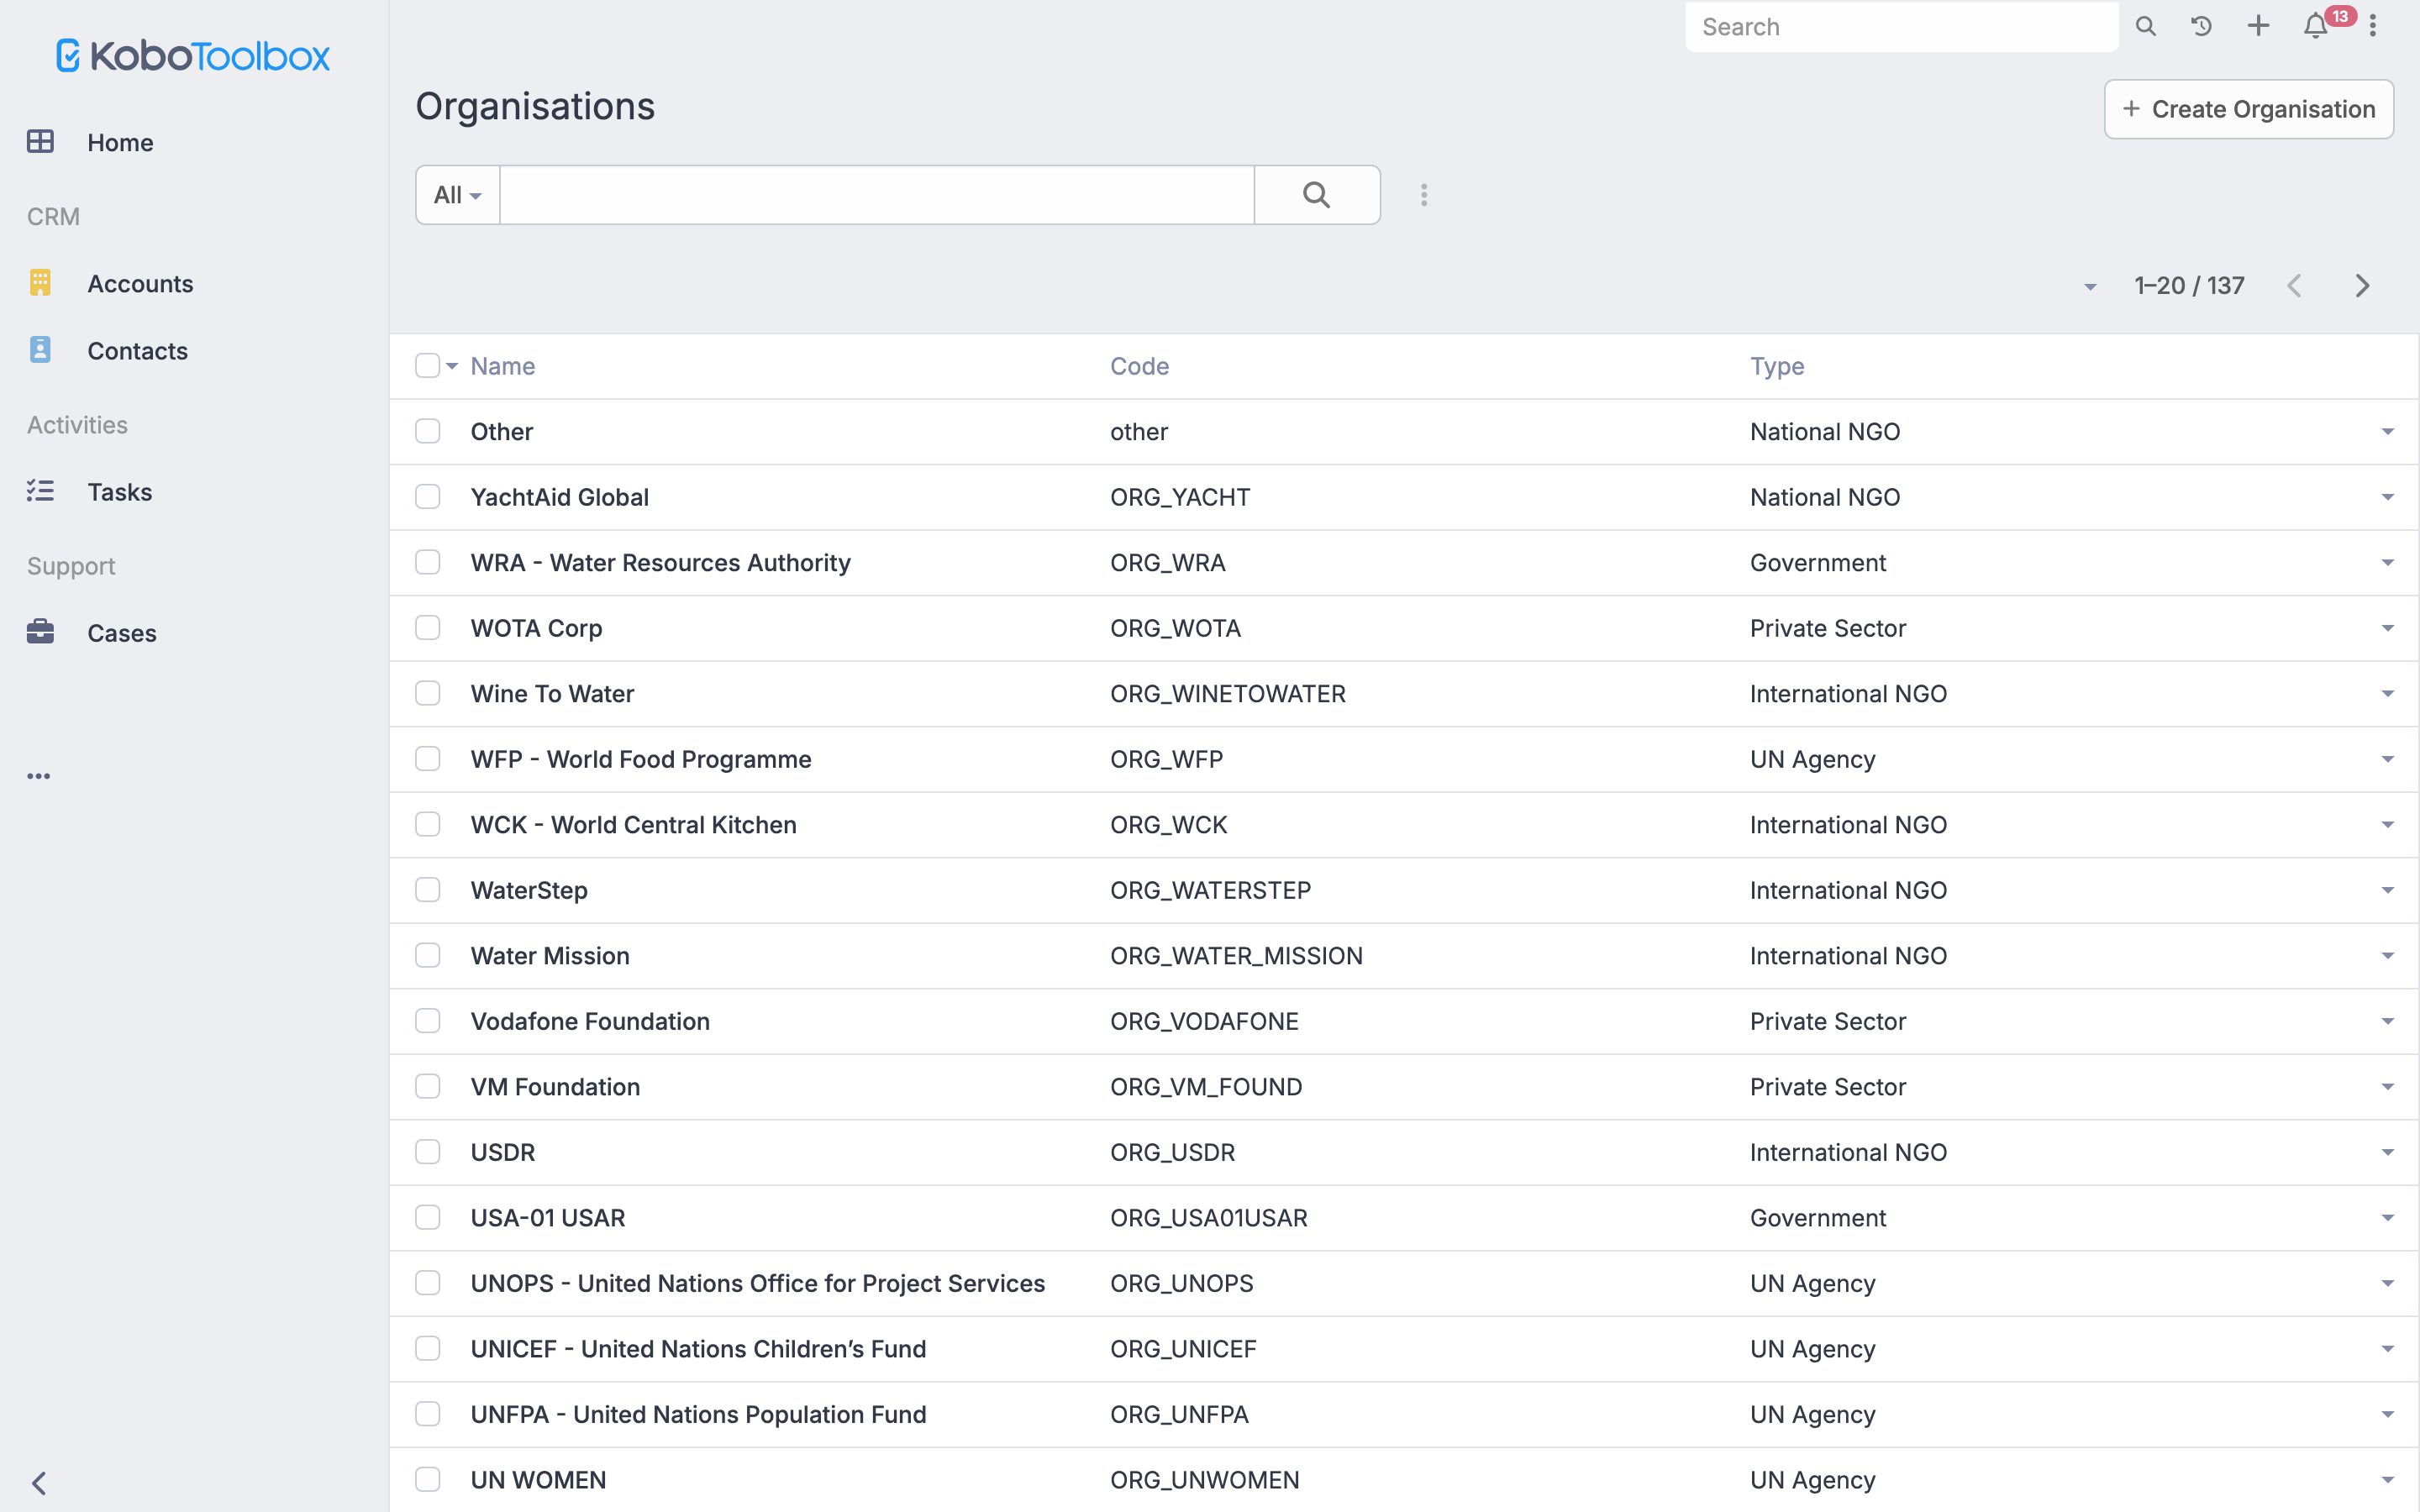 KoboToolbox
Search
13
Home
CRM
Accounts
Contacts
Activities
Tasks
Support
Cases
Organisations
+ Create Organisation
All
1–20 / 137
Name Code Type
Other other National NGO
YachtAid Global ORG_YACHT National NGO
WRA - Water Resources Authority ORG_WRA Government
WOTA Corp ORG_WOTA Private Sector
Wine To Water ORG_WINETOWATER International NGO
WFP - World Food Programme ORG_WFP UN Agency
WCK - World Central Kitchen ORG_WCK International NGO
WaterStep ORG_WATERSTEP International NGO
Water Mission ORG_WATER_MISSION International NGO
Vodafone Foundation ORG_VODAFONE Private Sector
VM Foundation ORG_VM_FOUND Private Sector
USDR ORG_USDR International NGO
USA-01 USAR ORG_USA01USAR Government
UNOPS - United Nations Office for Project Services ORG_UNOPS UN Agency
UNICEF - United Nations Children’s Fund ORG_UNICEF UN Agency
UNFPA - United Nations Population Fund ORG_UNFPA UN Agency
UN WOMEN ORG_UNWOMEN UN Agency